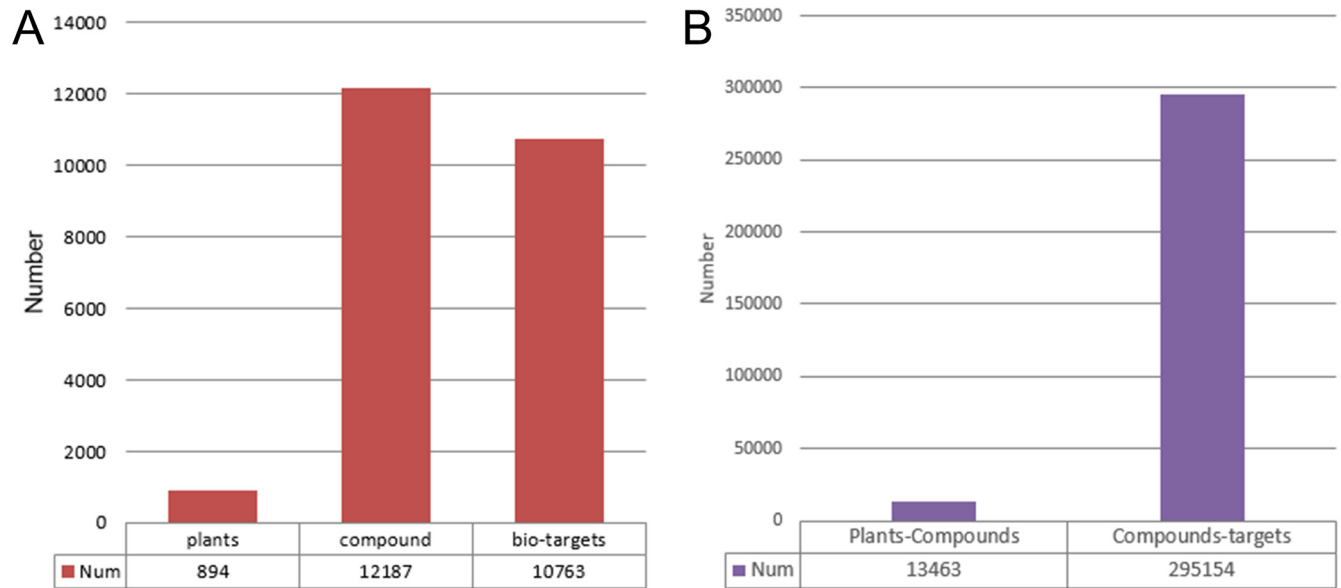 A
14000
12000
10000
8000
6000
4000
2000
0
Number
plants compound bio-targets
Num 894 12187 10763
B
350000
300000
250000
200000
150000
100000
50000
0
Number
Plants-Compounds Compounds-targets
Num 13463 295154